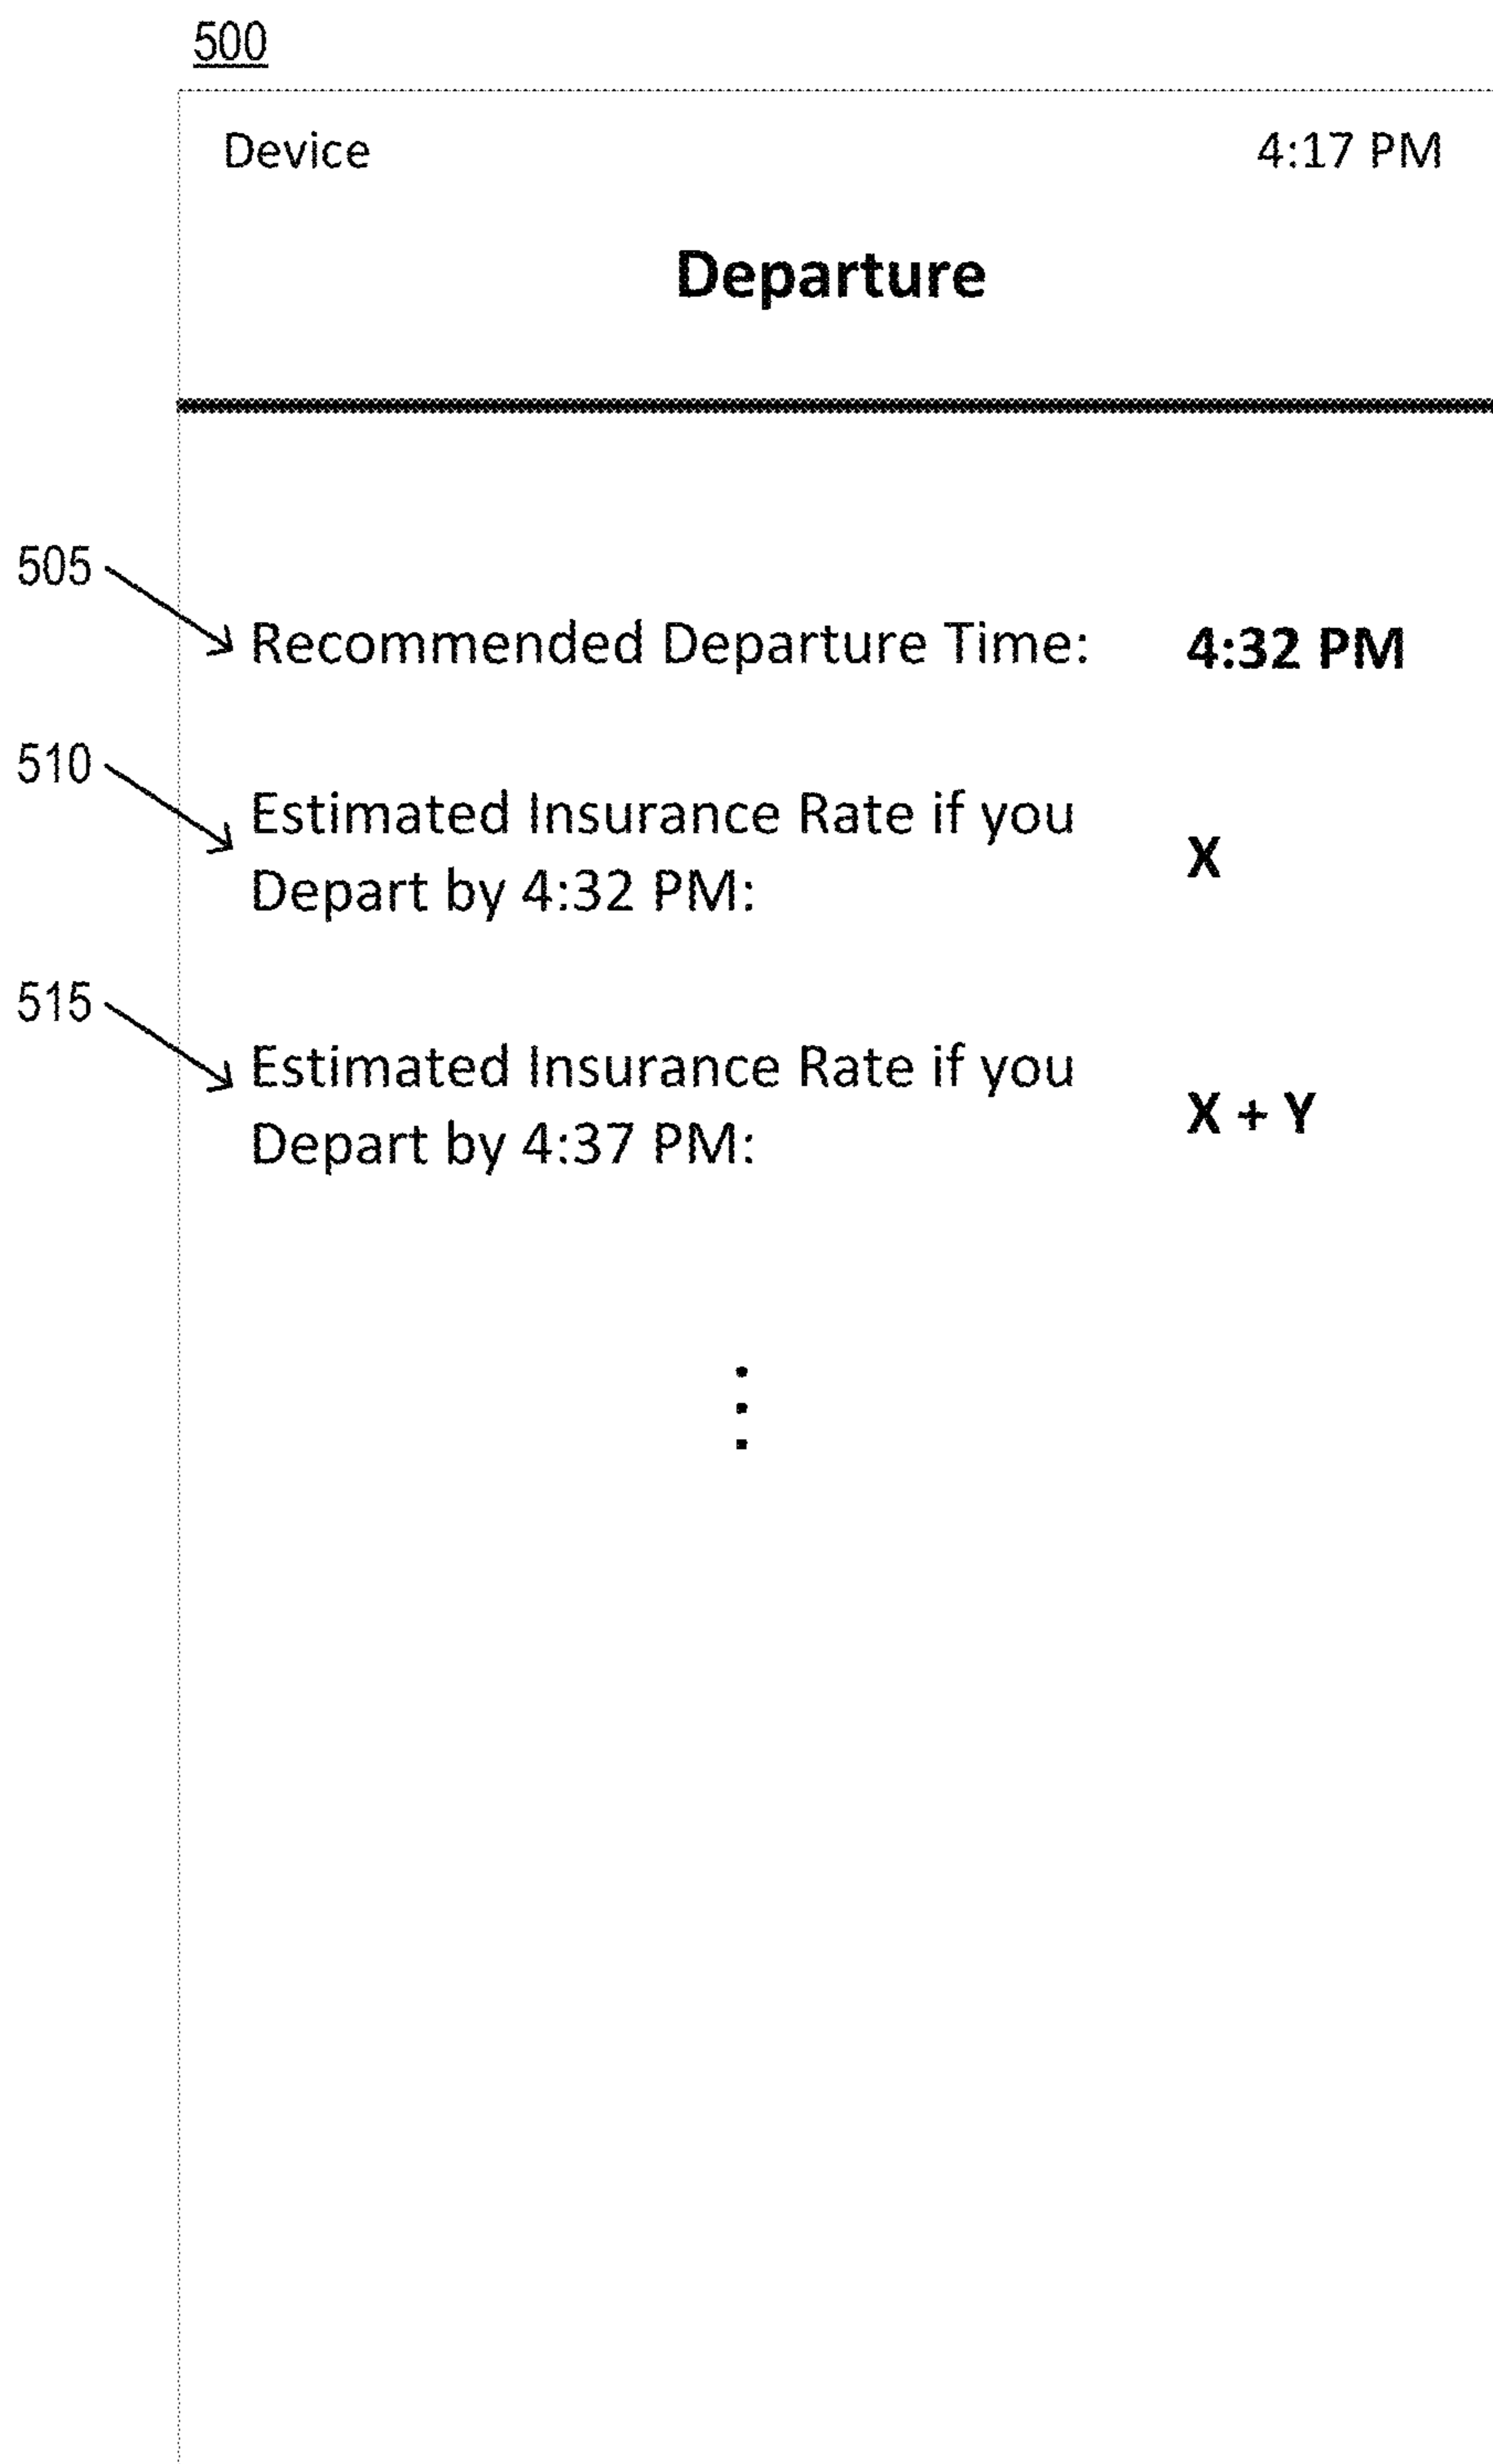 500
Device 4:17 PM
Departure
505
Recommended Departure Time: 4:32 PM
510
Estimated Insurance Rate if you
Depart by 4:32 PM: X
515
Estimated Insurance Rate if you
Depart by 4:37 PM: X + Y